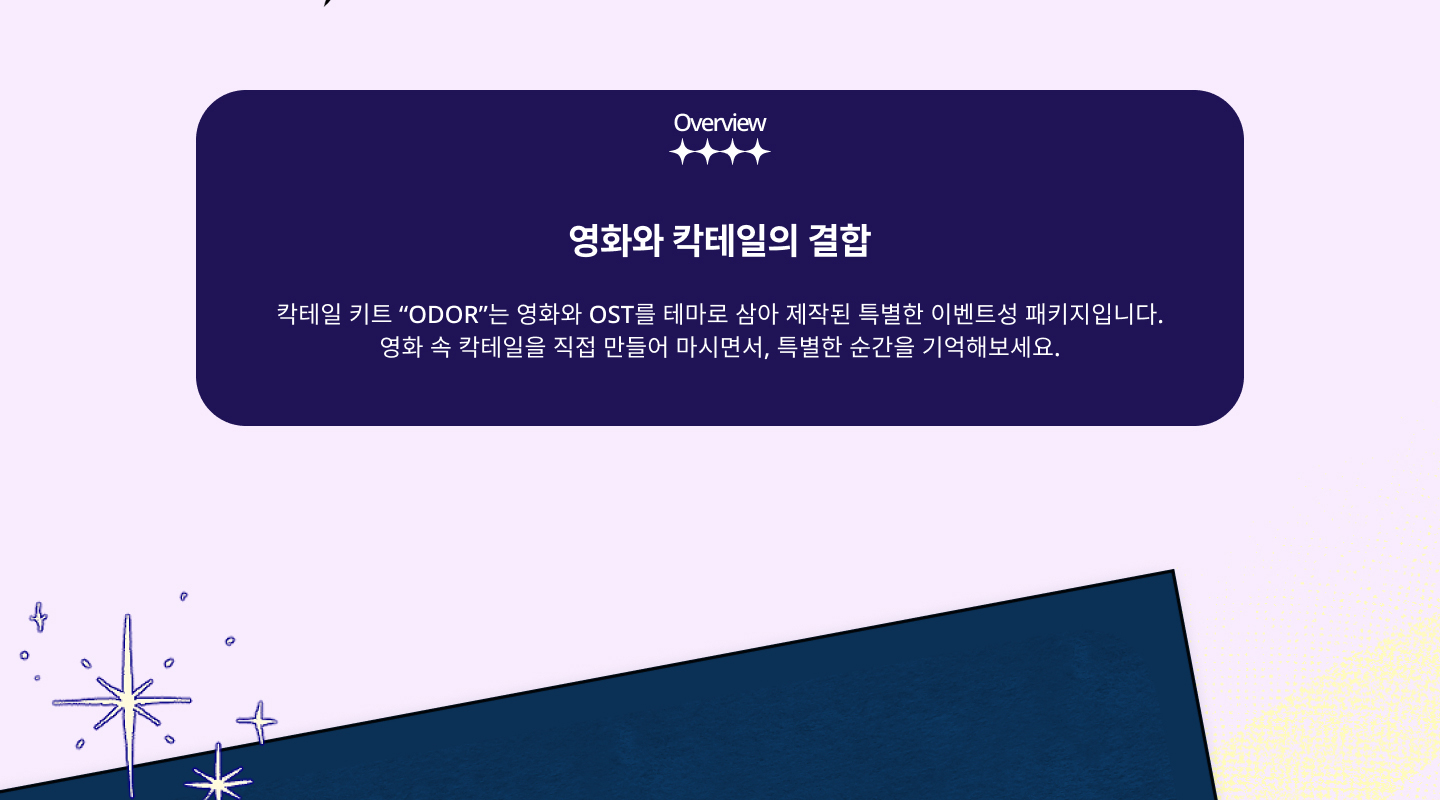 Overview
영화와 칵테일의 결합
칵테일 키트 “ODOR”는 영화와 OST를 테마로 삼아 제작된 특별한 이벤트성 패키지입니다.
영화 속 칵테일을 직접 만들어 마시면서, 특별한 순간을 기억해보세요.